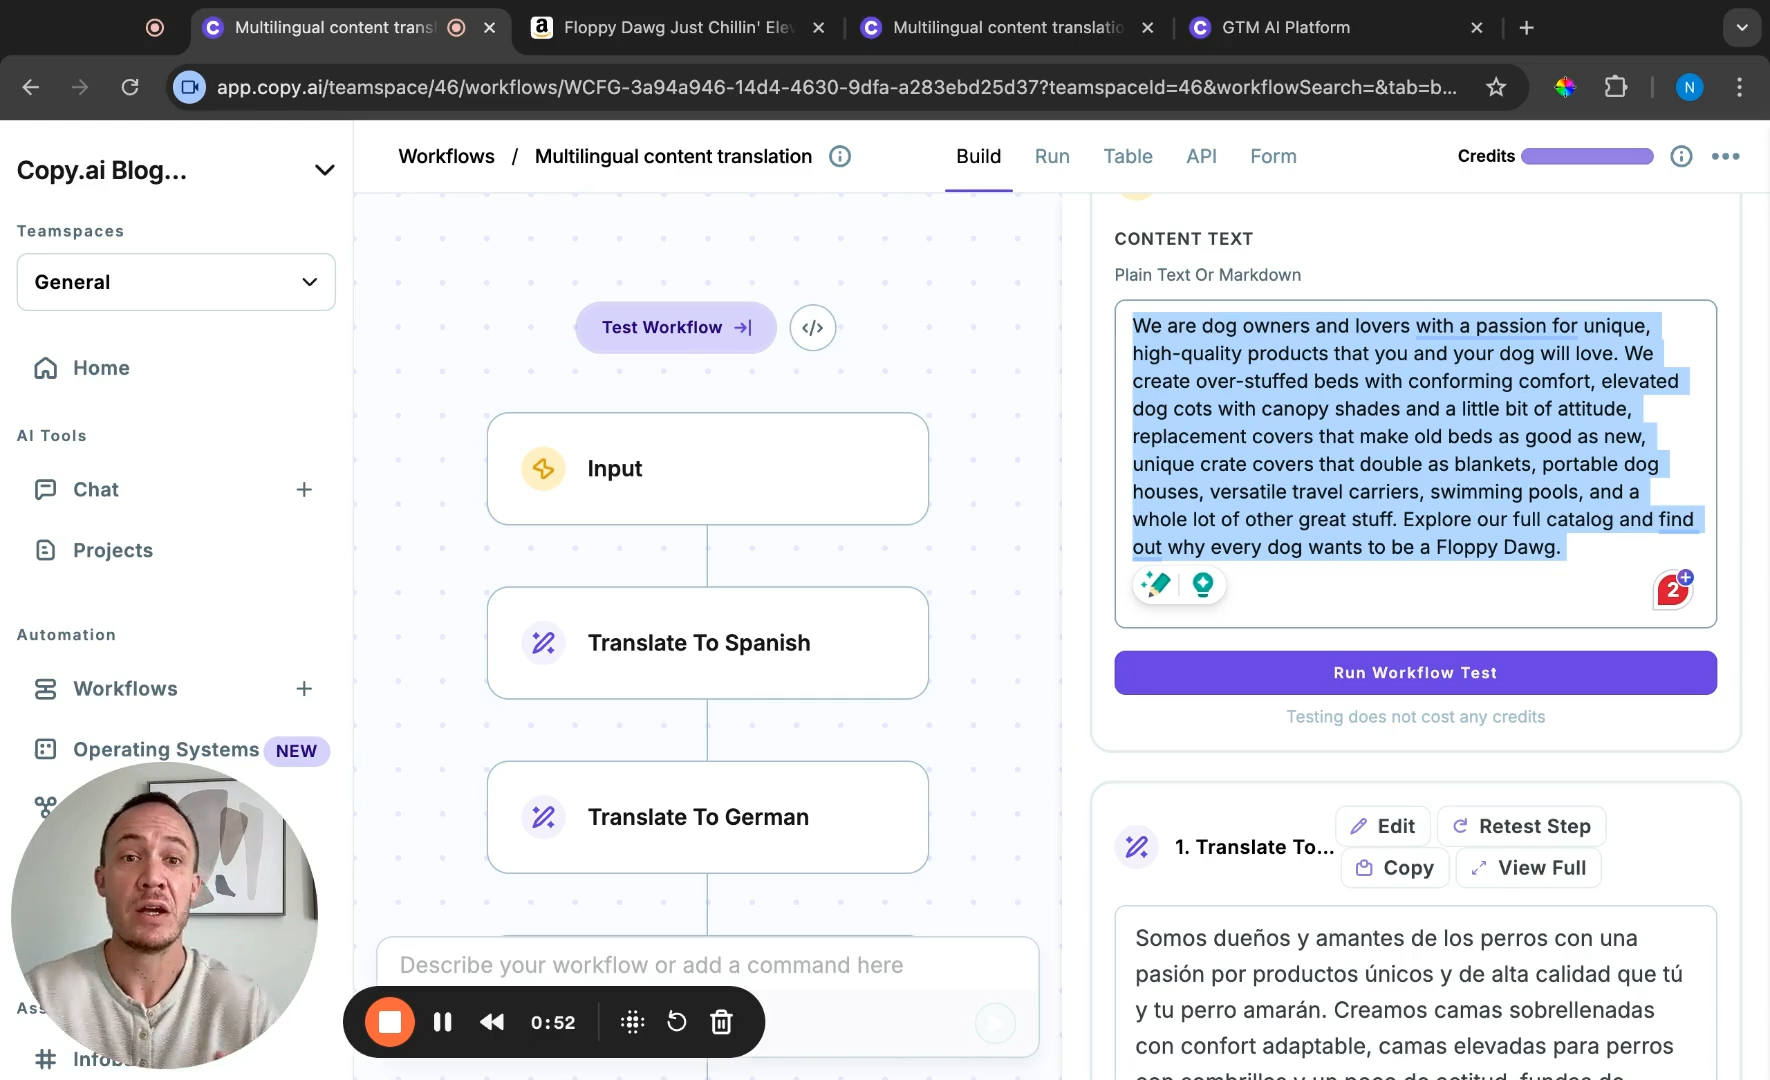 Multilingual content transl
Floppy Dawg Just Chillin' Ele
Multilingual content translatio
GTM AI Platform
app.copy.ai/teamspace/46/workflows/WCFG-3a94a946-14d4-4630-9dfa-a283ebd25d37?teamspaceId=46&workflowSearch=&tab=b...
N
Copy.ai Blog...
Teamspaces
General
Home
AI Tools
Chat
Projects
Automation
Workflows
Operating Systems
NEW
Workflows / Multilingual content translation
Build
Run
Table
API
Form
Credits
Test Workflow
</>
Input
Translate To Spanish
Translate To German
Describe your workflow or add a command here
0:52
CONTENT TEXT
Plain Text Or Markdown
We are dog owners and lovers with a passion for unique,
high-quality products that you and your dog will love. We
create over-stuffed beds with conforming comfort, elevated
dog cots with canopy shades and a little bit of attitude,
replacement covers that make old beds as good as new,
unique crate covers that double as blankets, portable dog
houses, versatile travel carriers, swimming pools, and a
whole lot of other great stuff. Explore our full catalog and find
out why every dog wants to be a Floppy Dawg.
2
Run Workflow Test
Testing does not cost any credits
1. Translate To...
Edit
Retest Step
Copy
View Full
Somos dueños y amantes de los perros con una
pasión por productos únicos y de alta calidad que tú
y tu perro amarán. Creamos camas sobrellenadas
con confort adaptable, camas elevadas para perros